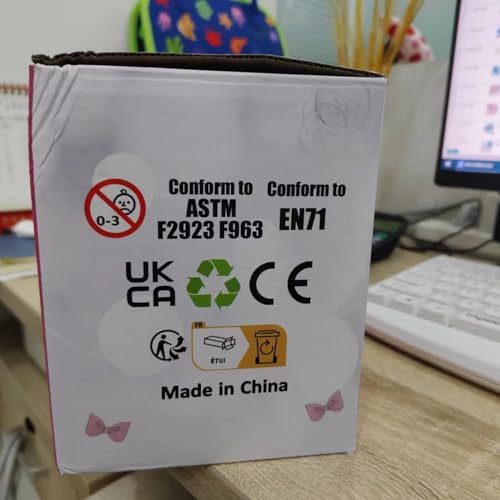 0-3
Conform to
ASTM
F2923 F963
Conform to
EN71
UK
CA
CE
FR
ÉTUI
Made in China